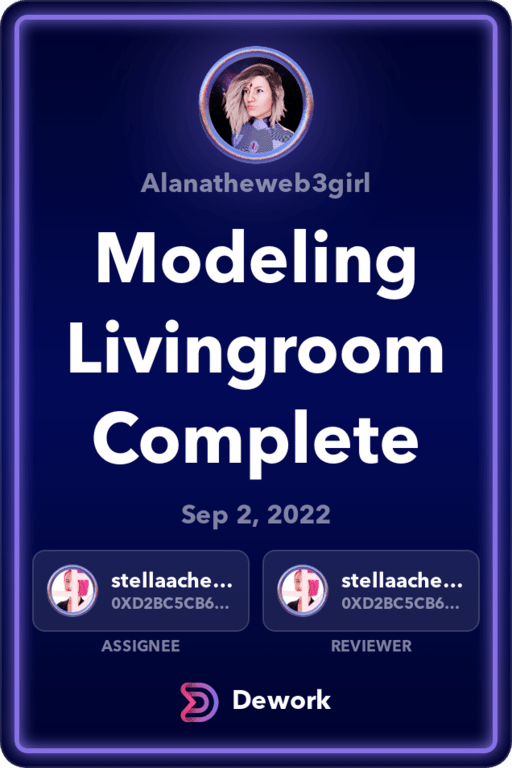 Alanatheweb3girl
Modeling
Livingroom
Complete
Sep 2, 2022
stellaache...
0XD2BC5CB6...
ASSIGNEE
stellaache...
0XD2BC5CB6...
REVIEWER
Dework